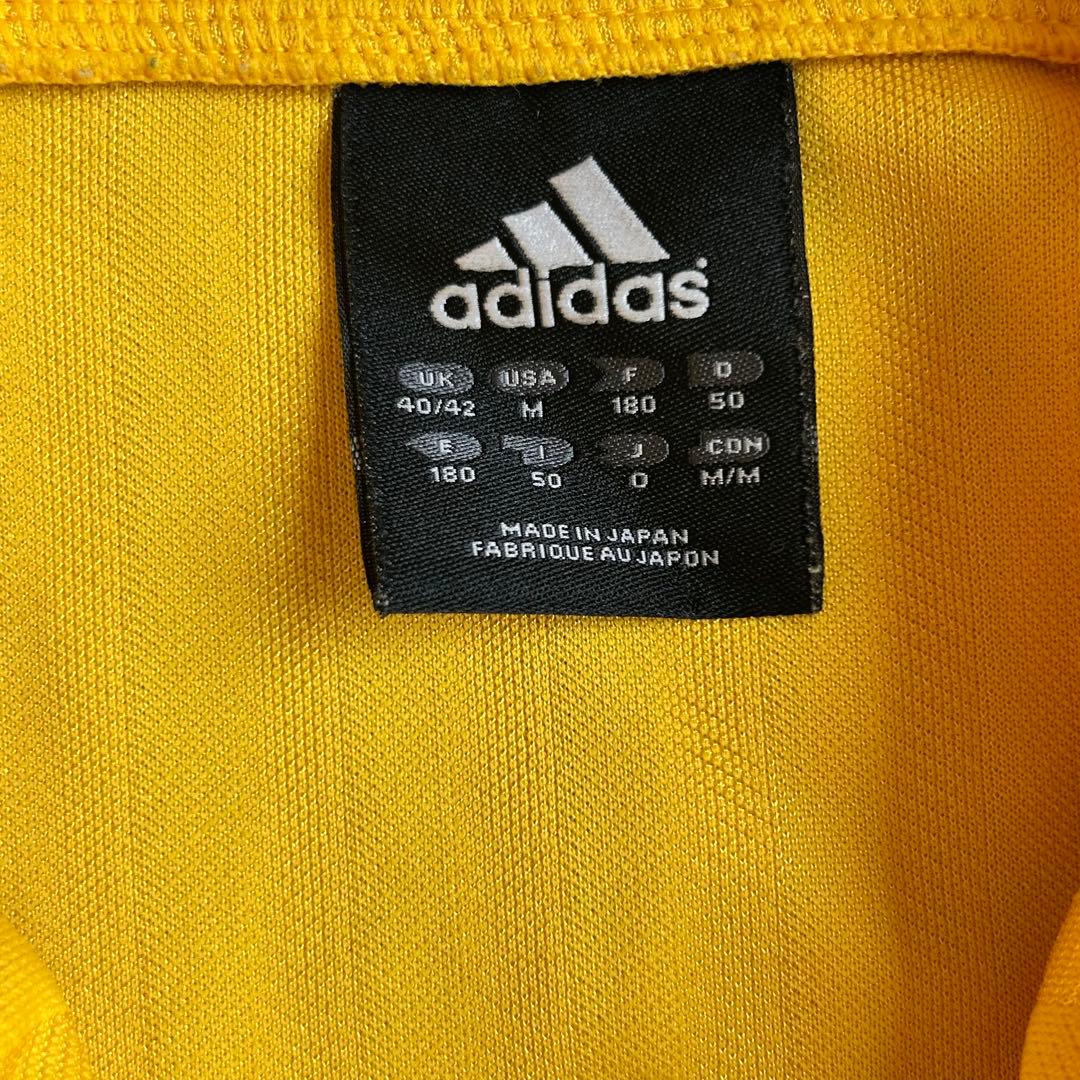 adidas
UK USA F D
40/42 M 180 50
E I J CDN
180 50 O M/M
MADE IN JAPAN
FABRIQUE AU JAPON